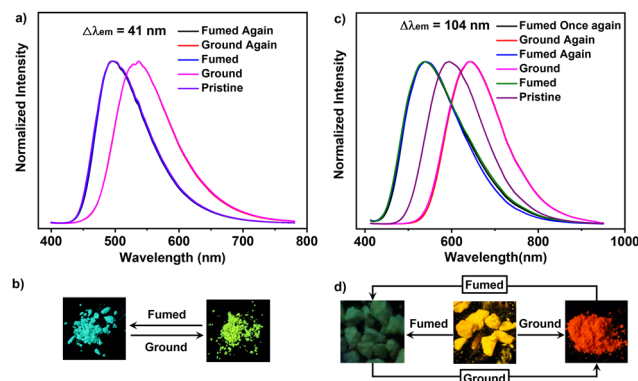 a)
Δλem = 41 nm
Fumed Again
Ground Again
Fumed
Ground
Pristine
Normalized Intensity
400 500 600 700 800
Wavelength (nm)
c)
Δλem = 104 nm
Fumed Once again
Ground Again
Fumed Again
Ground
Fumed
Pristine
Normalized Intensity
400 600 800 1000
Wavelength(nm)
b)
Fumed
Ground
d)
Fumed
Fumed
Ground
Ground